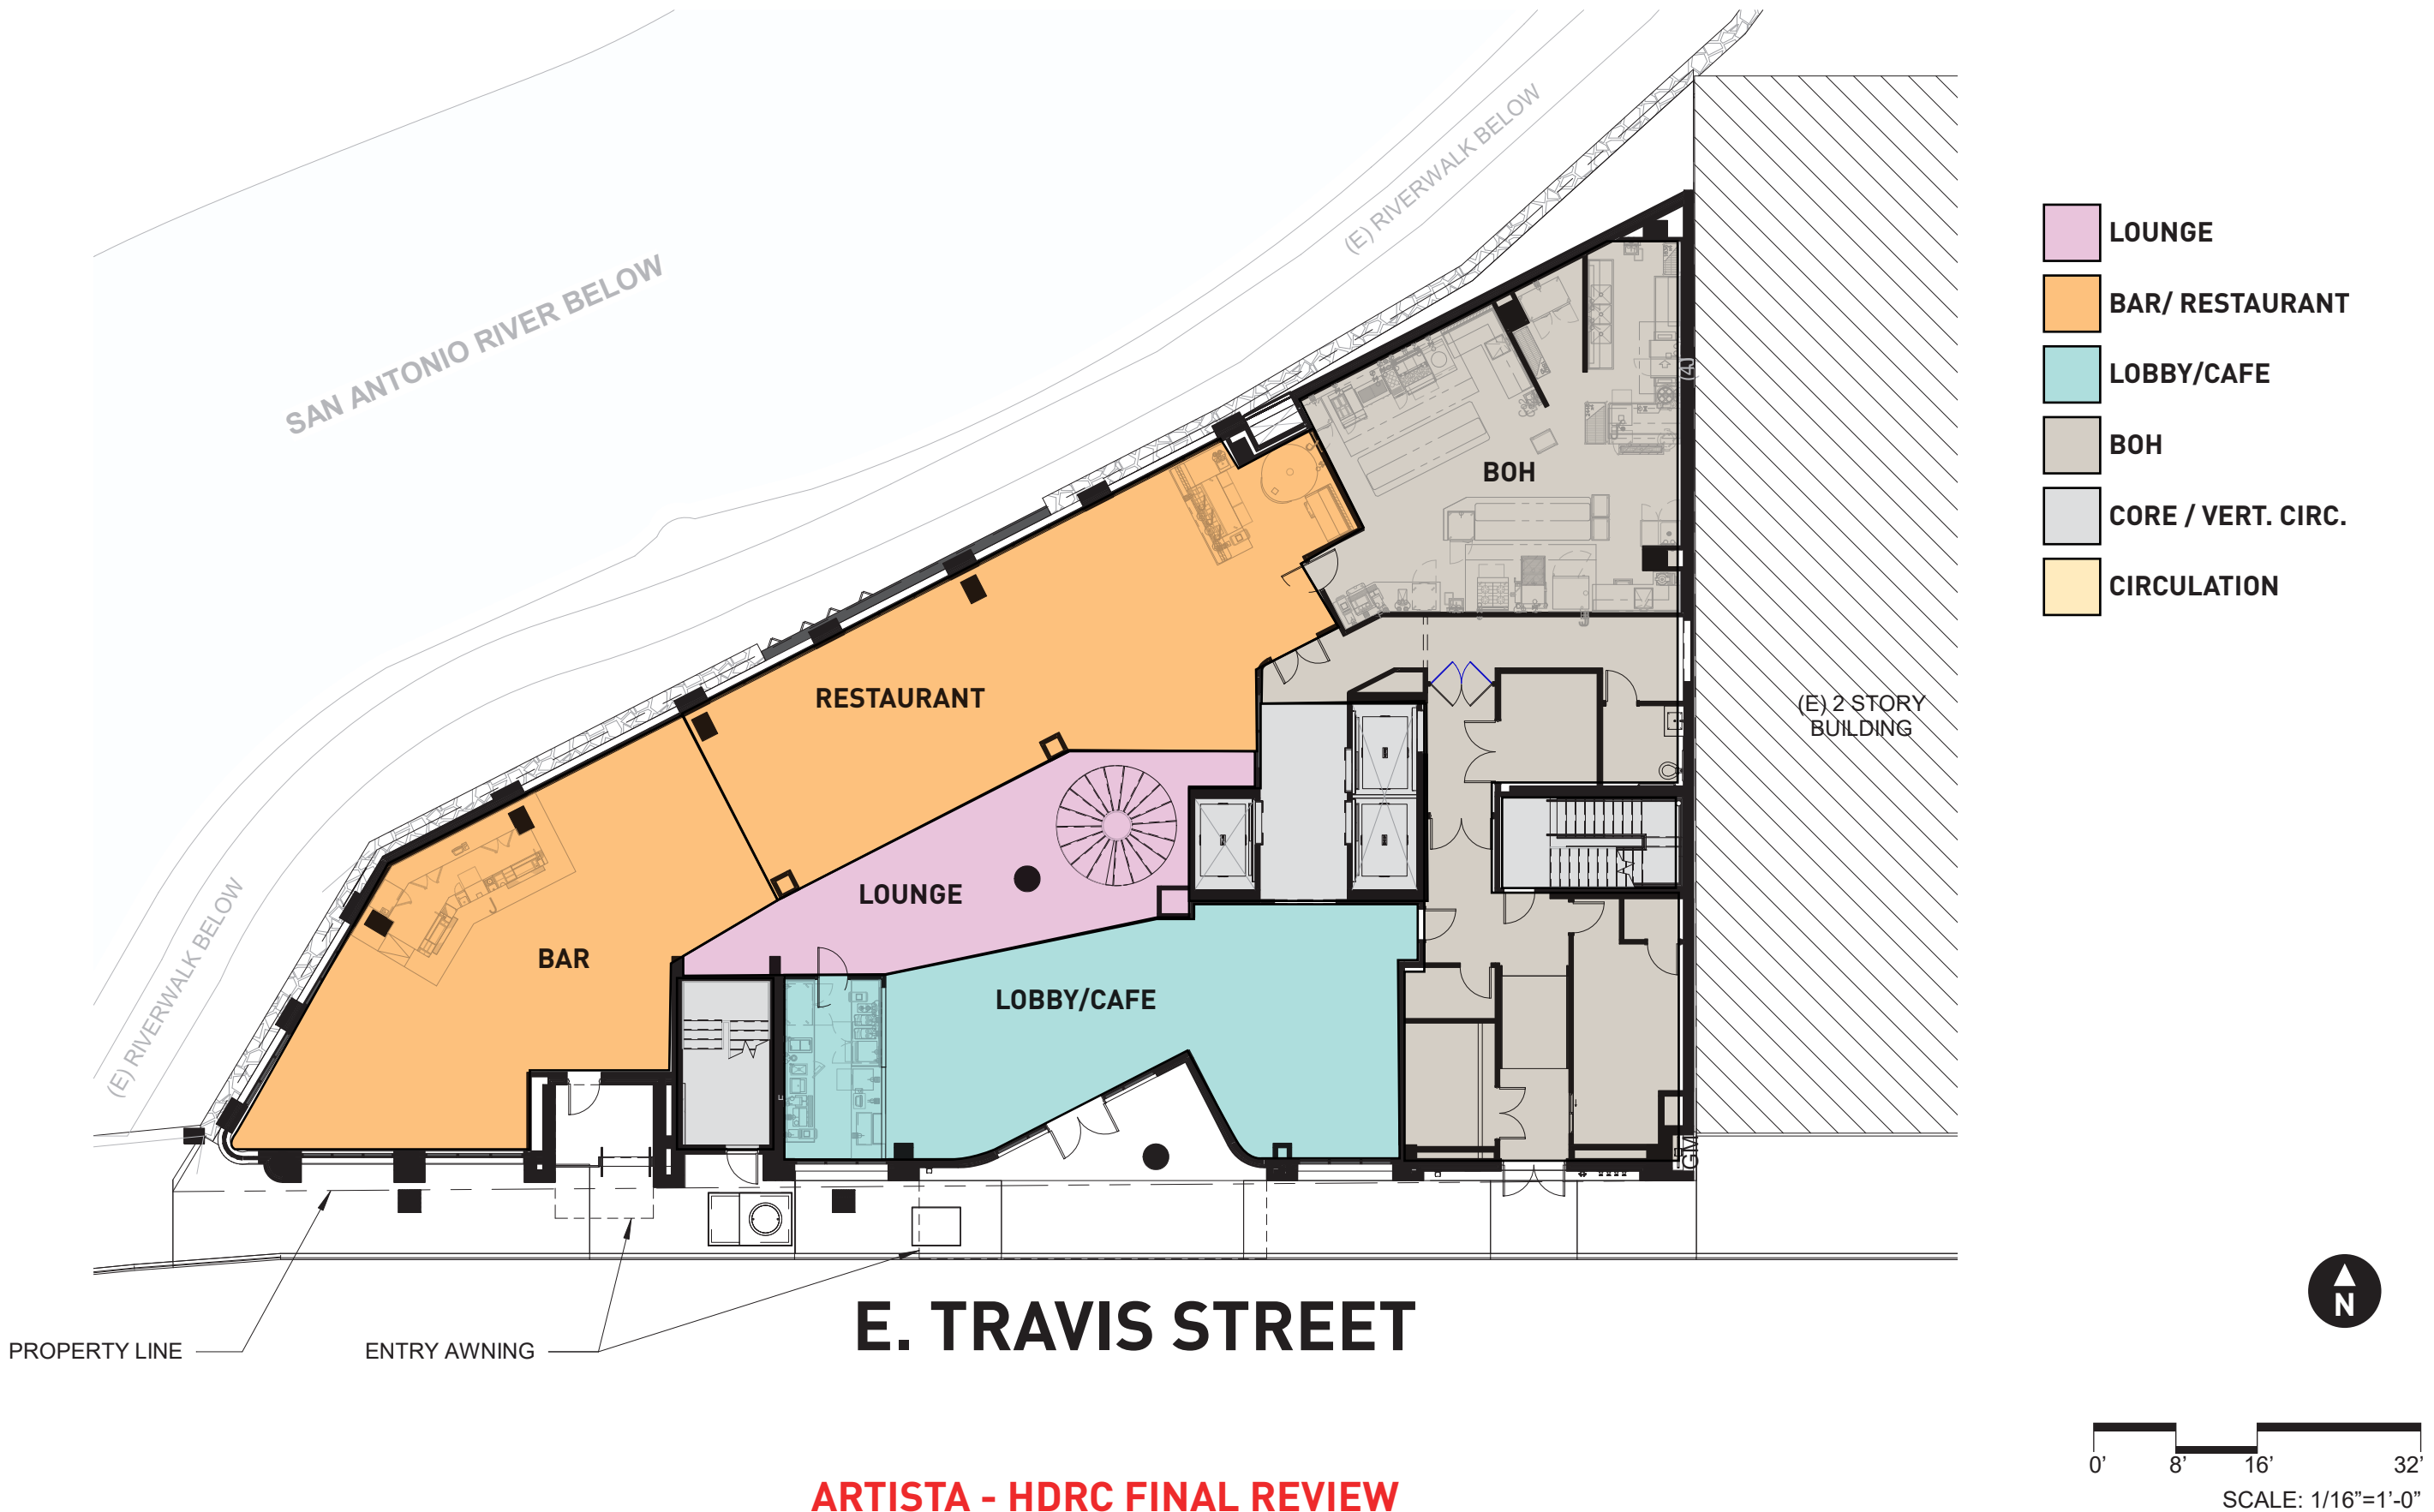 (E) RIVERWALK BELOW
SAN ANTONIO RIVER BELOW
LOUNGE
BAR/ RESTAURANT
LOBBY/CAFE
BOH
CORE / VERT. CIRC.
CIRCULATION
(4)
BOH
RESTAURANT
(E) 2 STORY
BUILDING
LOUNGE
(E) RIVERWALK BELOW
BAR
LOBBY/CAFE
GM
E. TRAVIS STREET
N
PROPERTY LINE
ENTRY AWNING
0' 8' 16' 32'
SCALE: 1/16"=1'-0"
ARTISTA - HDRC FINAL REVIEW